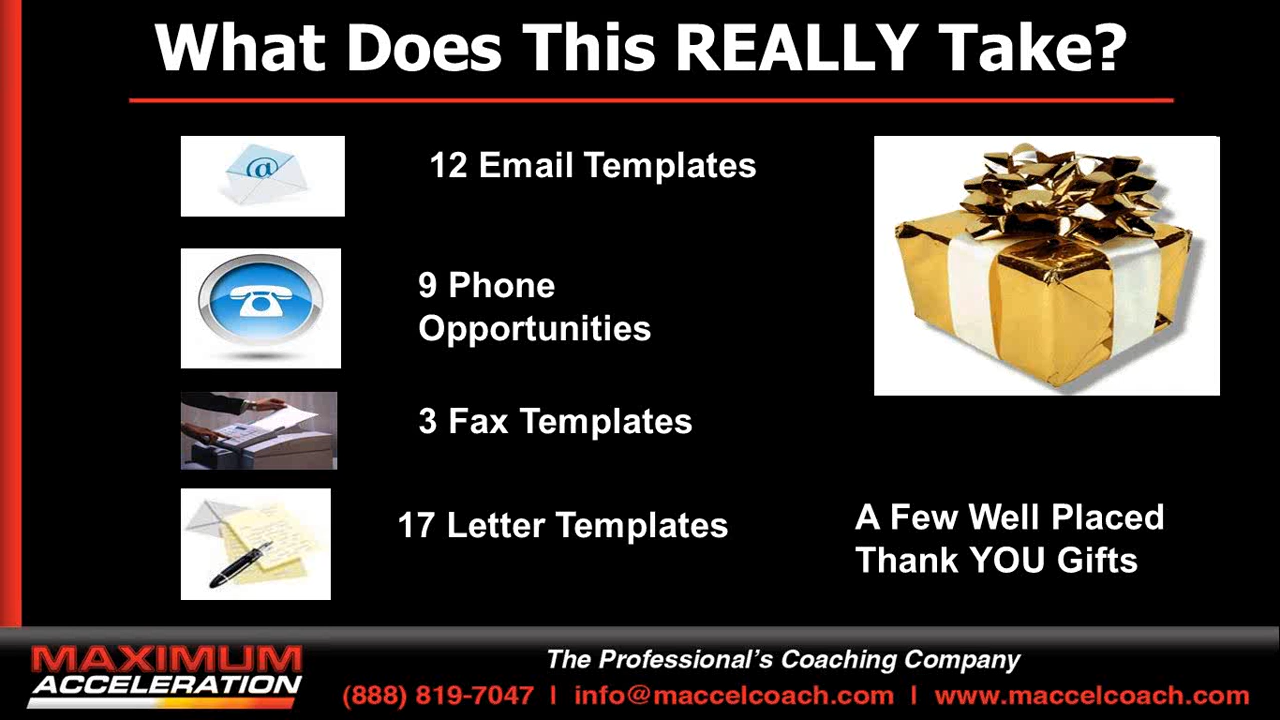 What Does This REALLY Take?
@
12 Email Templates
9 Phone
Opportunities
3 Fax Templates
17 Letter Templates
A Few Well Placed
Thank YOU Gifts
MAXIMUM
ACCELERATION
The Professional's Coaching Company
(888) 819-7047 | info@maccelcoach.com | www.maccelcoach.com